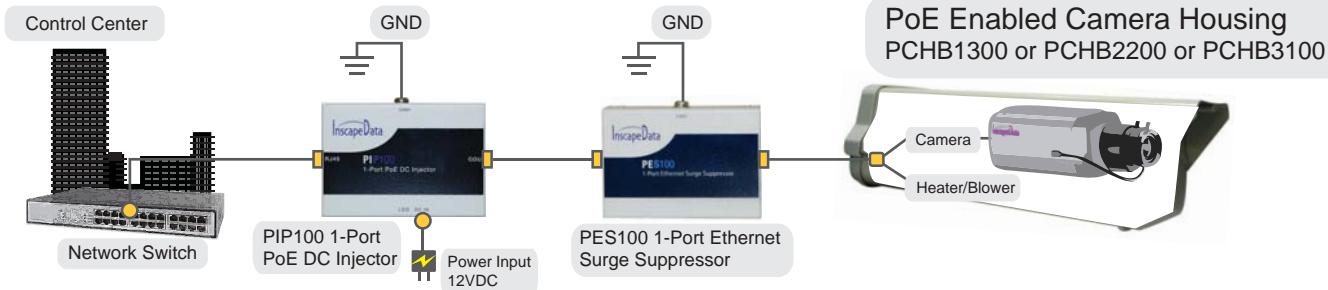 Control Center
GND
GND
PoE Enabled Camera Housing
PCHB1300 or PCHB2200 or PCHB3100
InscapeData
RJ45
PIP100
1-Port PoE DC Injector
InscapeData
PES100
1-Port Ethernet Surge Suppressor
InscapeData
Camera
Heater/Blower
Network Switch
PIP100 1-Port
PoE DC Injector
Power Input
12VDC
PES100 1-Port Ethernet
Surge Suppressor